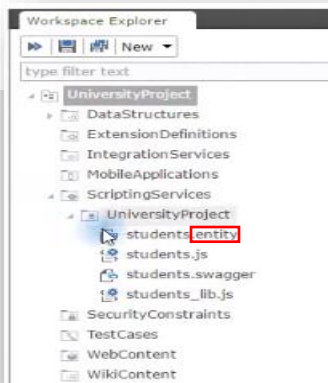 Workspace Explorer
New
type filter text
UniversityProject
DataStructures
ExtensionDefinitions
IntegrationServices
MobileApplications
ScriptingServices
UniversityProject
students.entity
students.js
students.swagger
students_lib.js
SecurityConstraints
TestCases
WebContent
WikiContent